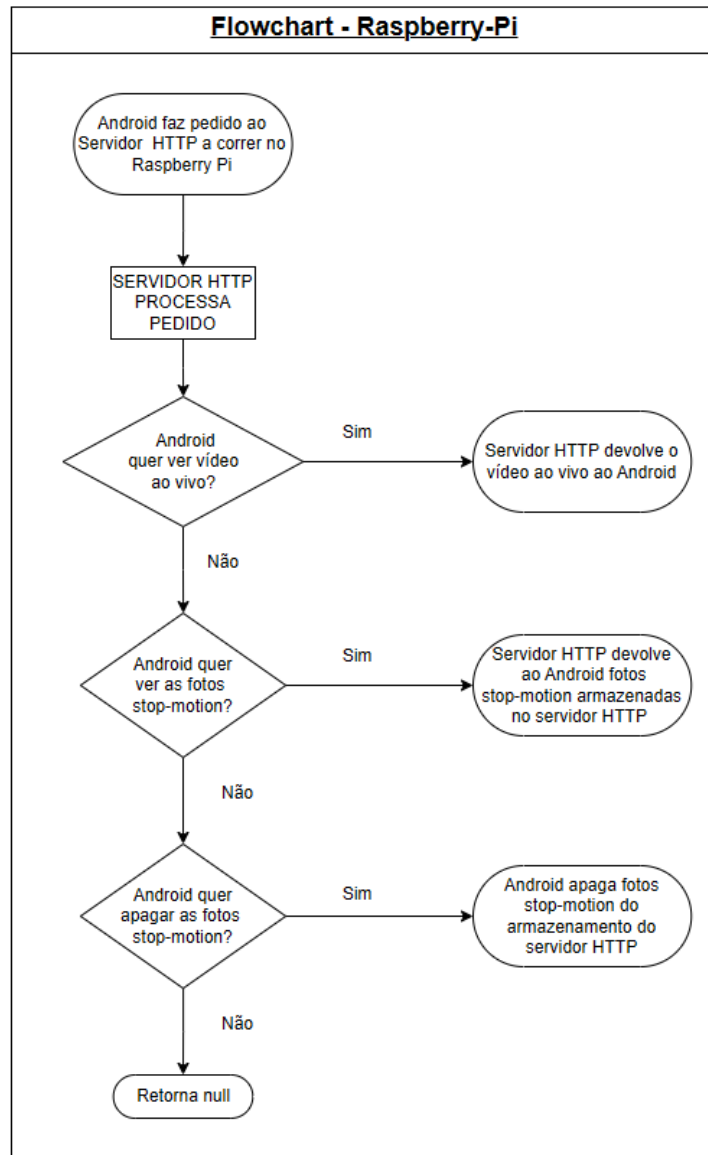 Flowchart - Raspberry-Pi
Android faz pedido ao
Servidor HTTP a correr no
Raspberry Pi
SERVIDOR HTTP
PROCESSA
PEDIDO
Android
quer ver vídeo
ao vivo?
Sim
Servidor HTTP devolve o
vídeo ao vivo ao Android
Não
Android quer
ver as fotos
stop-motion?
Sim
Servidor HTTP devolve
ao Android fotos
stop-motion armazenadas
no servidor HTTP
Não
Android quer
apagar as fotos
stop-motion?
Sim
Android apaga fotos
stop-motion do
armazenamento do
servidor HTTP
Não
Retorna null